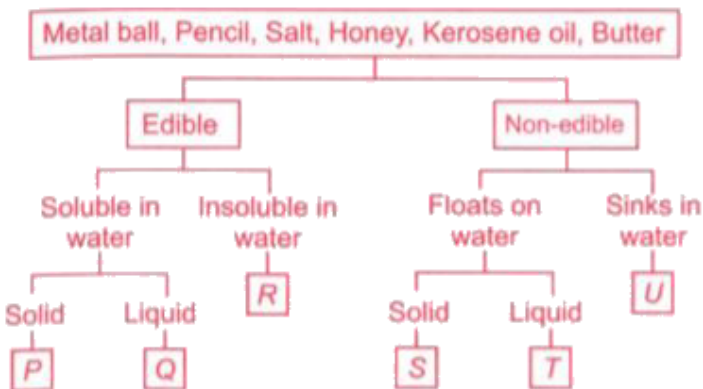 Metal ball, Pencil, Salt, Honey, Kerosene oil, Butter
Edible
Non-edible
Soluble in
water
Insoluble in
water
Floats on
water
Sinks in
water
R
U
Solid
Liquid
Solid
Liquid
P
Q
S
T